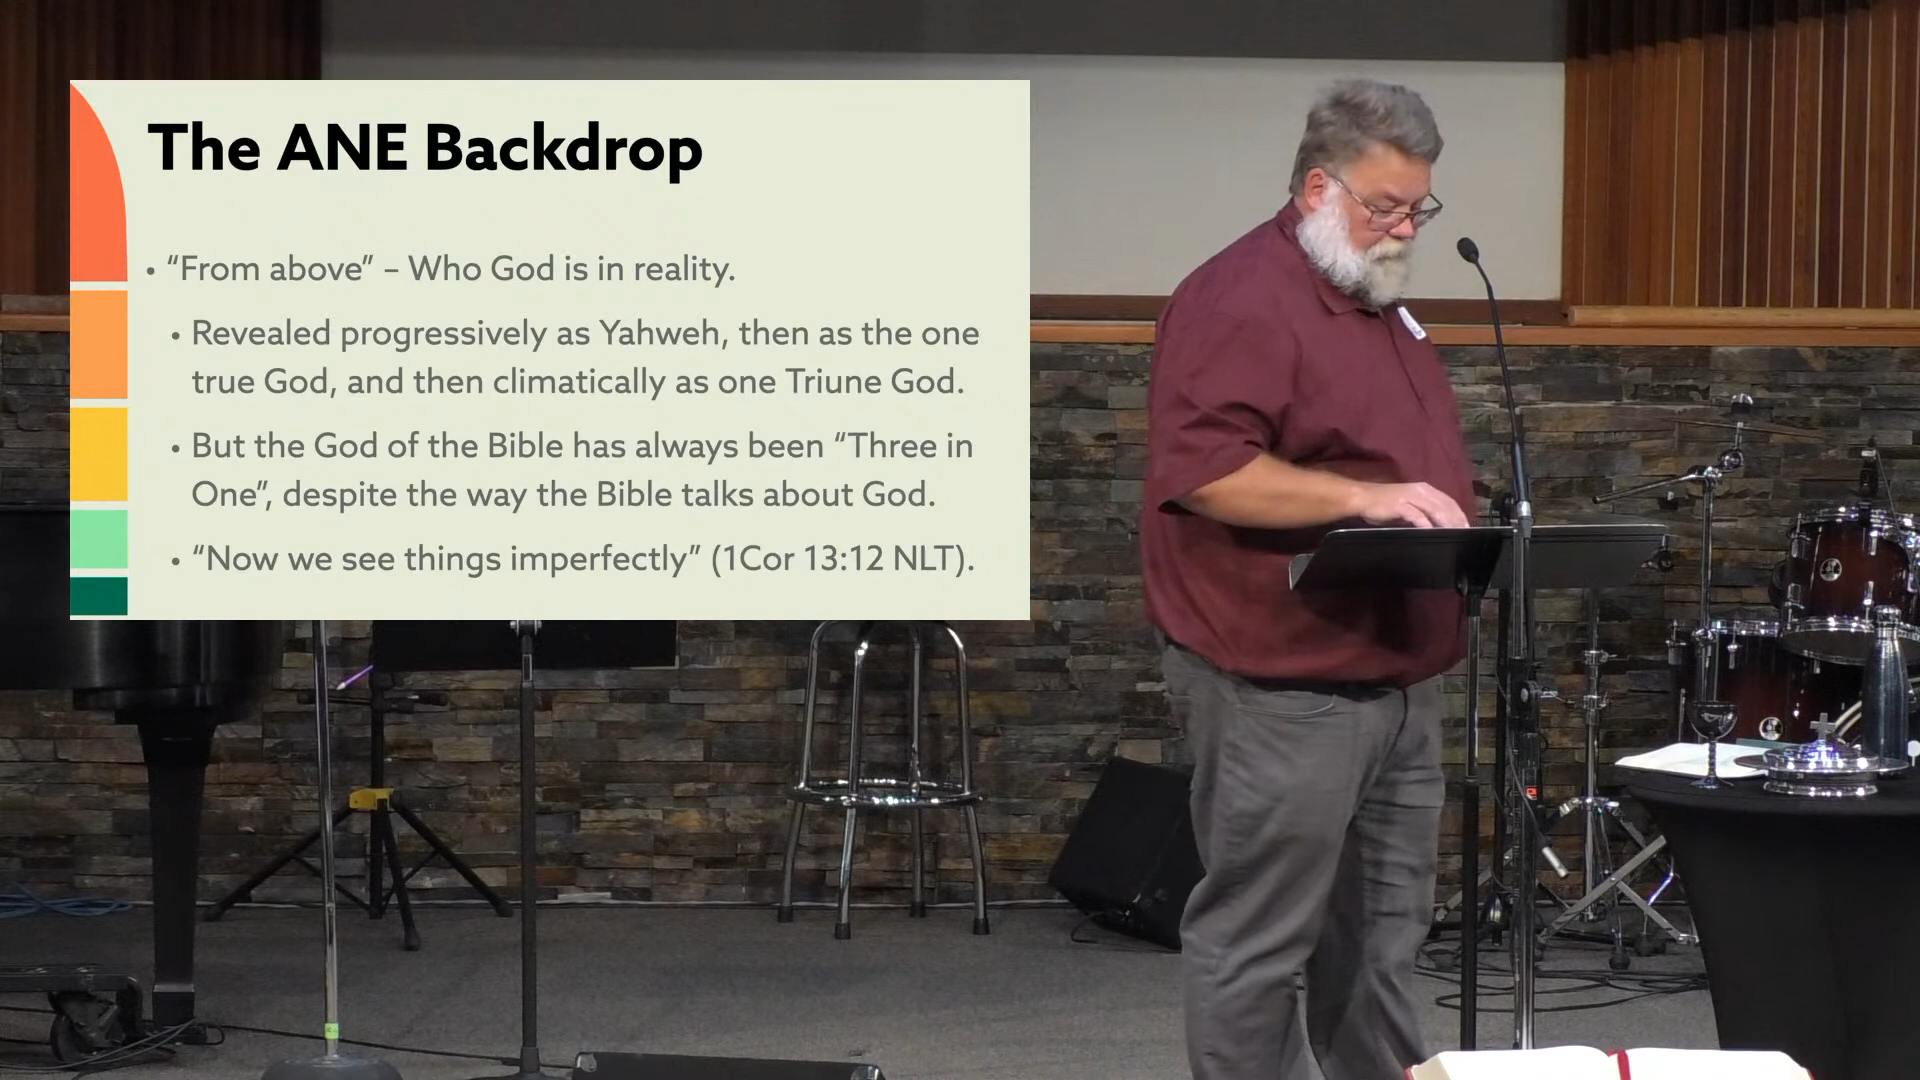 The ANE Backdrop
• “From above” – Who God is in reality.
• Revealed progressively as Yahweh, then as the one
true God, and then climatically as one Triune God.
• But the God of the Bible has always been “Three in
One”, despite the way the Bible talks about God.
• “Now we see things imperfectly” (1Cor 13:12 NLT).